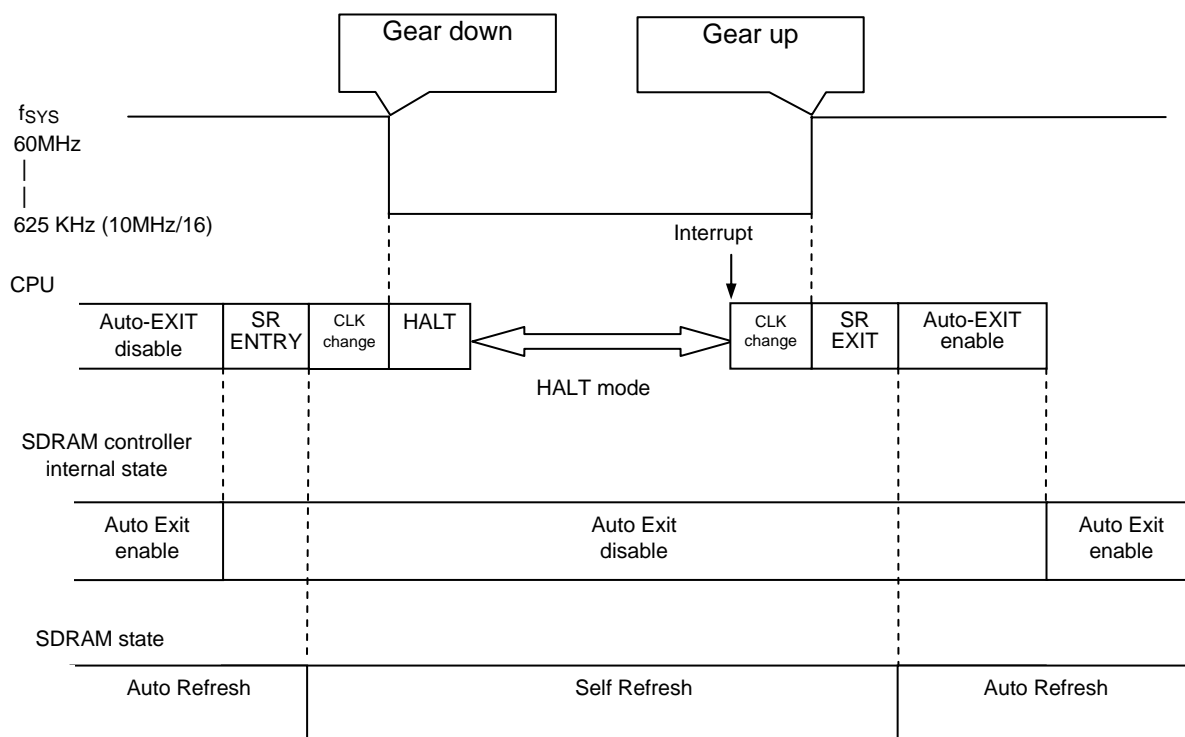 Gear down
Gear up
fSYS
60MHz
|
|
625 KHz (10MHz/16)
Interrupt
CPU
Auto-EXIT
disable
SR
ENTRY
CLK
change
HALT
CLK
change
SR
EXIT
Auto-EXIT
enable
HALT mode
SDRAM controller
internal state
Auto Exit
enable
Auto Exit
disable
Auto Exit
enable
SDRAM state
Auto Refresh
Self Refresh
Auto Refresh